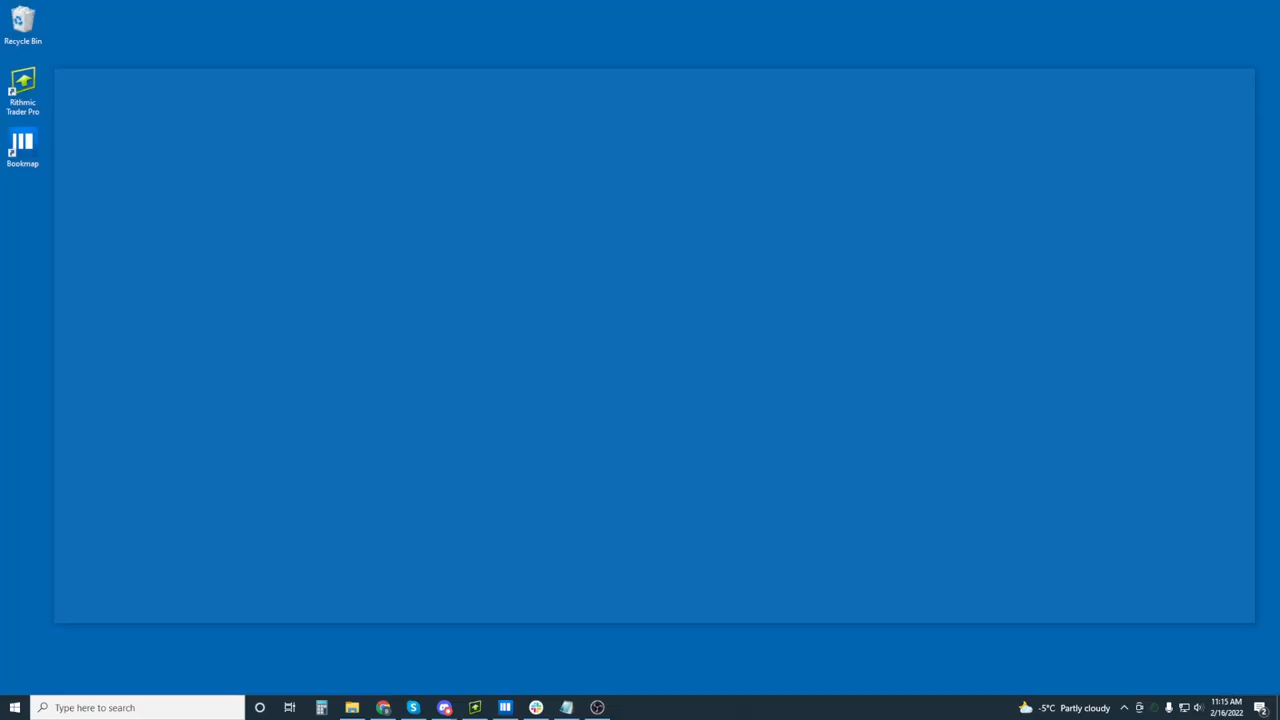 Recycle Bin
Rithmic
Trader Pro
Bookmap
Type here to search
-5°C Partly cloudy
11:15 AM
2/16/2022
2